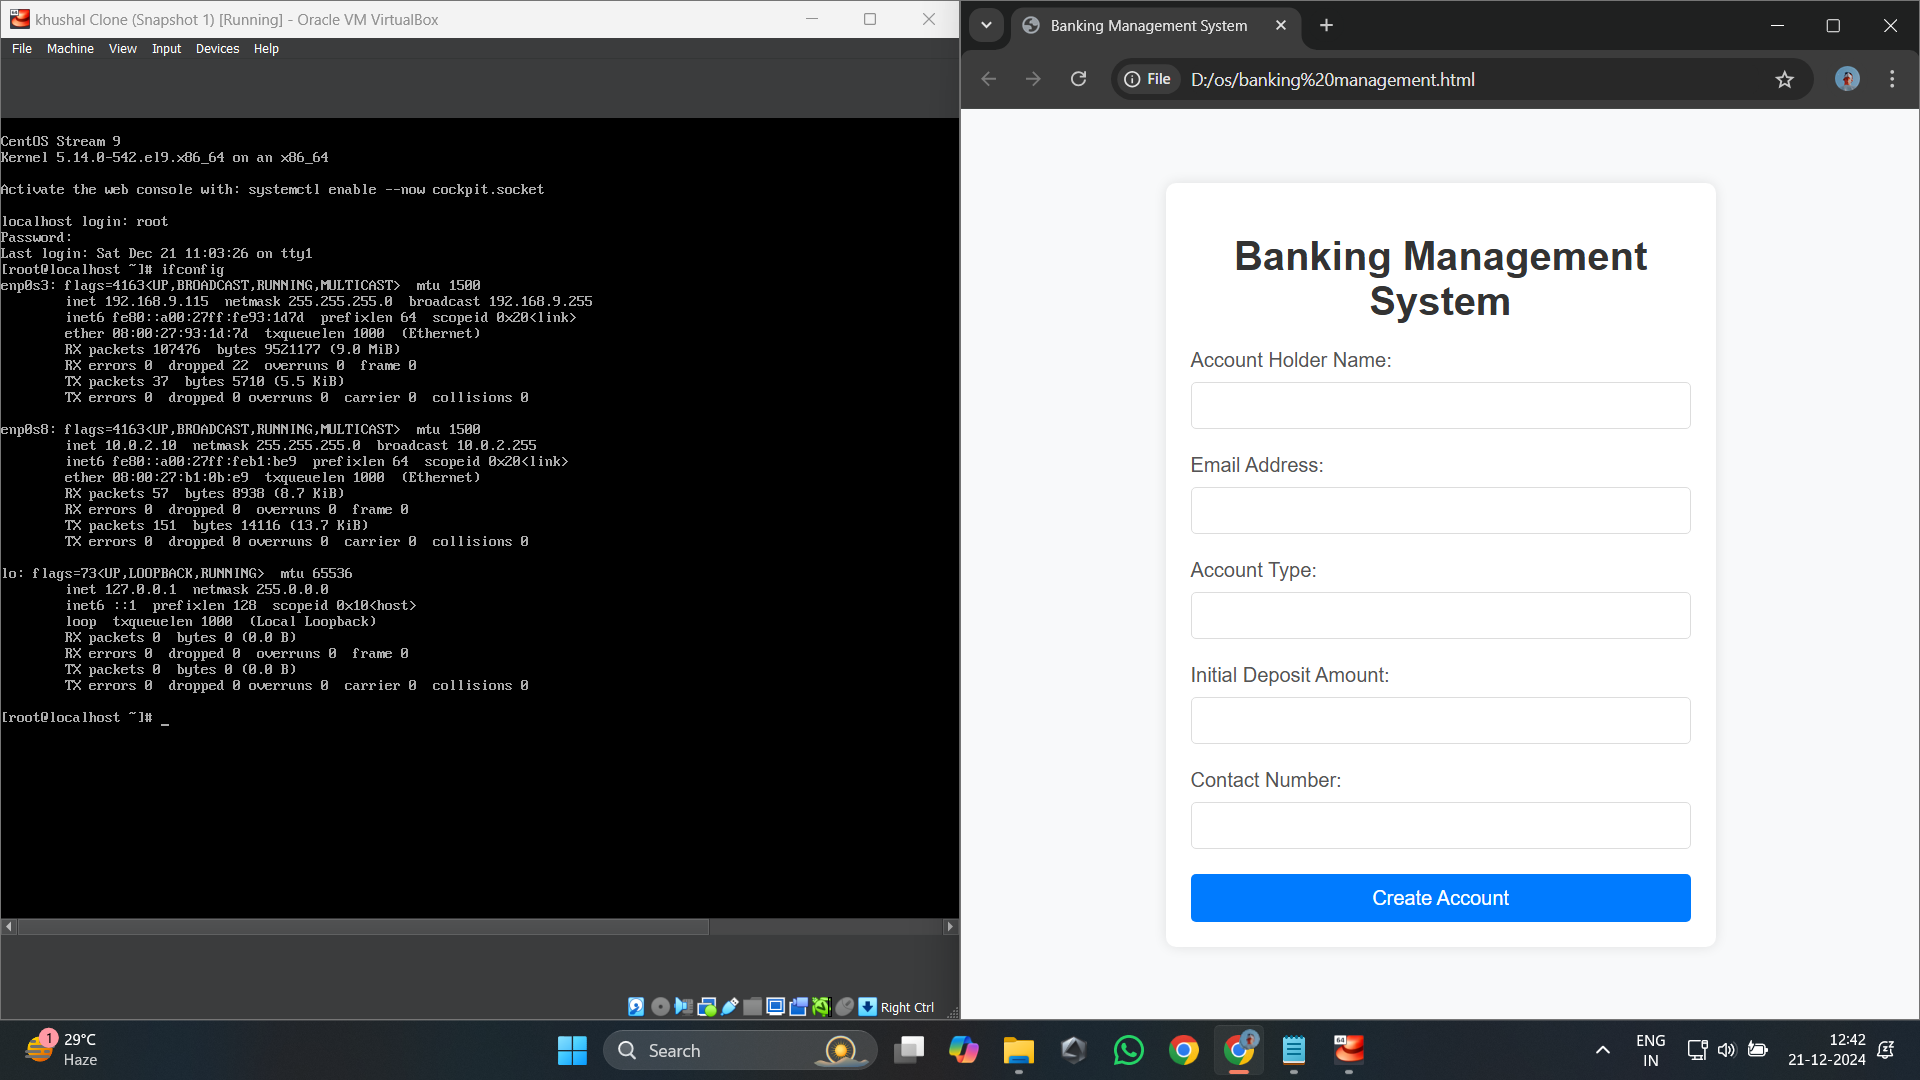 khushal Clone (Snapshot 1) [Running] - Oracle VM VirtualBox
File Machine View Input Devices Help
CentOS Stream 9
Kernel 5.14.0-542.el9.x86_64 on an x86_64
Activate the web console with: systemctl enable --now cockpit.socket
localhost login: root
Password:
Last login: Sat Dec 21 11:03:26 on tty1
[root@localhost ~]# ifconfig
enp0s3: flags=4163<UP,BROADCAST,RUNNING,MULTICAST>  mtu 1500
        inet 192.168.9.115  netmask 255.255.255.0  broadcast 192.168.9.255
        inet6 fe80::a00:27ff:fe93:1d7d  prefixlen 64  scopeid 0x20<link>
        ether 08:00:27:93:1d:7d  txqueuelen 1000  (Ethernet)
        RX packets 107476  bytes 9521177 (9.0 MiB)
        RX errors 0  dropped 22  overruns 0  frame 0
        TX packets 37  bytes 5710 (5.5 KiB)
        TX errors 0  dropped 0 overruns 0  carrier 0  collisions 0
enp0s8: flags=4163<UP,BROADCAST,RUNNING,MULTICAST>  mtu 1500
        inet 10.0.2.10  netmask 255.255.255.0  broadcast 10.0.2.255
        inet6 fe80::a00:27ff:feb1:be9  prefixlen 64  scopeid 0x20<link>
        ether 08:00:27:b1:0b:e9  txqueuelen 1000  (Ethernet)
        RX packets 57  bytes 8938 (8.7 KiB)
        RX errors 0  dropped 0  overruns 0  frame 0
        TX packets 151  bytes 14116 (13.7 KiB)
        TX errors 0  dropped 0 overruns 0  carrier 0  collisions 0
lo: flags=73<UP,LOOPBACK,RUNNING>  mtu 65536
        inet 127.0.0.1  netmask 255.0.0.0
        inet6 ::1  prefixlen 128  scopeid 0x10<host>
        loop  txqueuelen 1000  (Local Loopback)
        RX packets 0  bytes 0 (0.0 B)
        RX errors 0  dropped 0  overruns 0  frame 0
        TX packets 0  bytes 0 (0.0 B)
        TX errors 0  dropped 0 overruns 0  carrier 0  collisions 0
[root@localhost ~]# _
Right Ctrl
Banking Management System
File D:/os/banking%20management.html
Banking Management
System
Account Holder Name:
Email Address:
Account Type:
Initial Deposit Amount:
Contact Number:
Create Account
1
29°C
Haze
Search
64
ENG
IN
12:42
21-12-2024